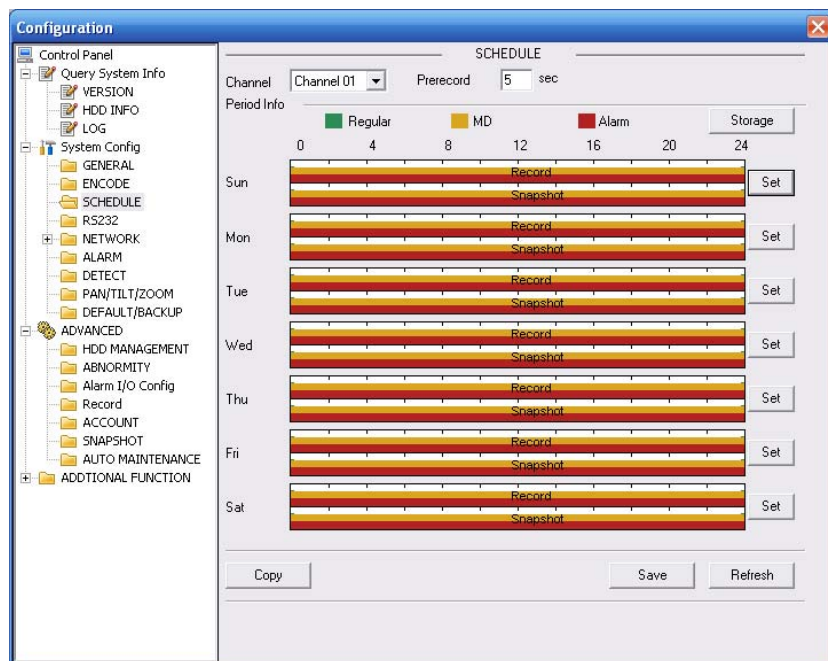 Configuration
Control Panel
Query System Info
VERSION
HDD INFO
LOG
System Config
GENERAL
ENCODE
SCHEDULE
RS232
NETWORK
ALARM
DETECT
PAN/TILT/ZOOM
DEFAULT/BACKUP
ADVANCED
HDD MANAGEMENT
ABNORMITY
Alarm I/O Config
Record
ACCOUNT
SNAPSHOT
AUTO MAINTENANCE
ADDTIONAL FUNCTION
SCHEDULE
Channel Channel 01 Prerecord 5 sec
Period Info
Regular MD Alarm Storage
0 4 8 12 16 20 24
Record
Sun Set
Snapshot
Record
Mon Set
Snapshot
Record
Tue Set
Snapshot
Record
Wed Set
Snapshot
Record
Thu Set
Snapshot
Record
Fri Set
Snapshot
Record
Sat Set
Snapshot
Copy Save Refresh